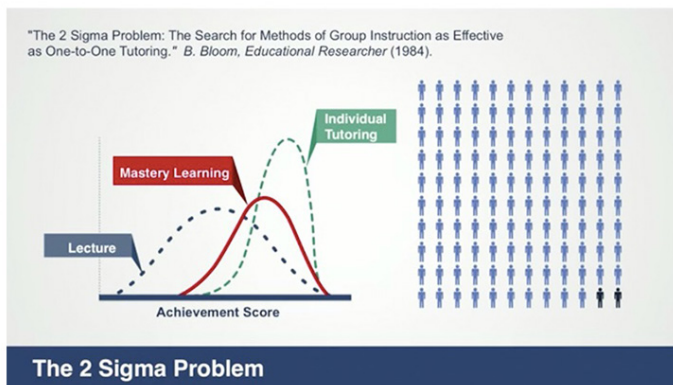 "The 2 Sigma Problem: The Search for Methods of Group Instruction as Effective
as One-to-One Tutoring." B. Bloom, Educational Researcher (1984).
Individual
Tutoring
Mastery Learning
Lecture
Achievement Score
The 2 Sigma Problem